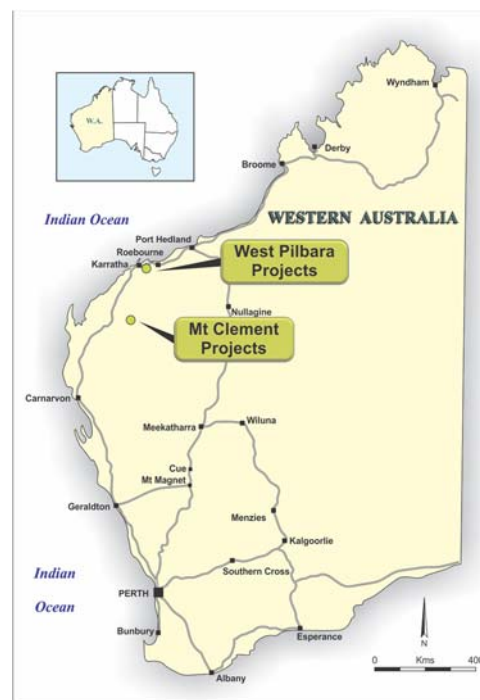 W.A.
Wyndham
Derby
Broome
Indian Ocean
WESTERN AUSTRALIA
Port Hedland
Roebourne
Karratha
West Pilbara
Projects
Nullagine
Mt Clement
Projects
Carnarvon
Meekatharra
Wiluna
Cue
Mt Magnet
Geraldton
Menzies
Kalgoorlie
Southern Cross
Indian
Ocean
PERTH
Bunbury
Esperance
Albany
N
0 Kms 40